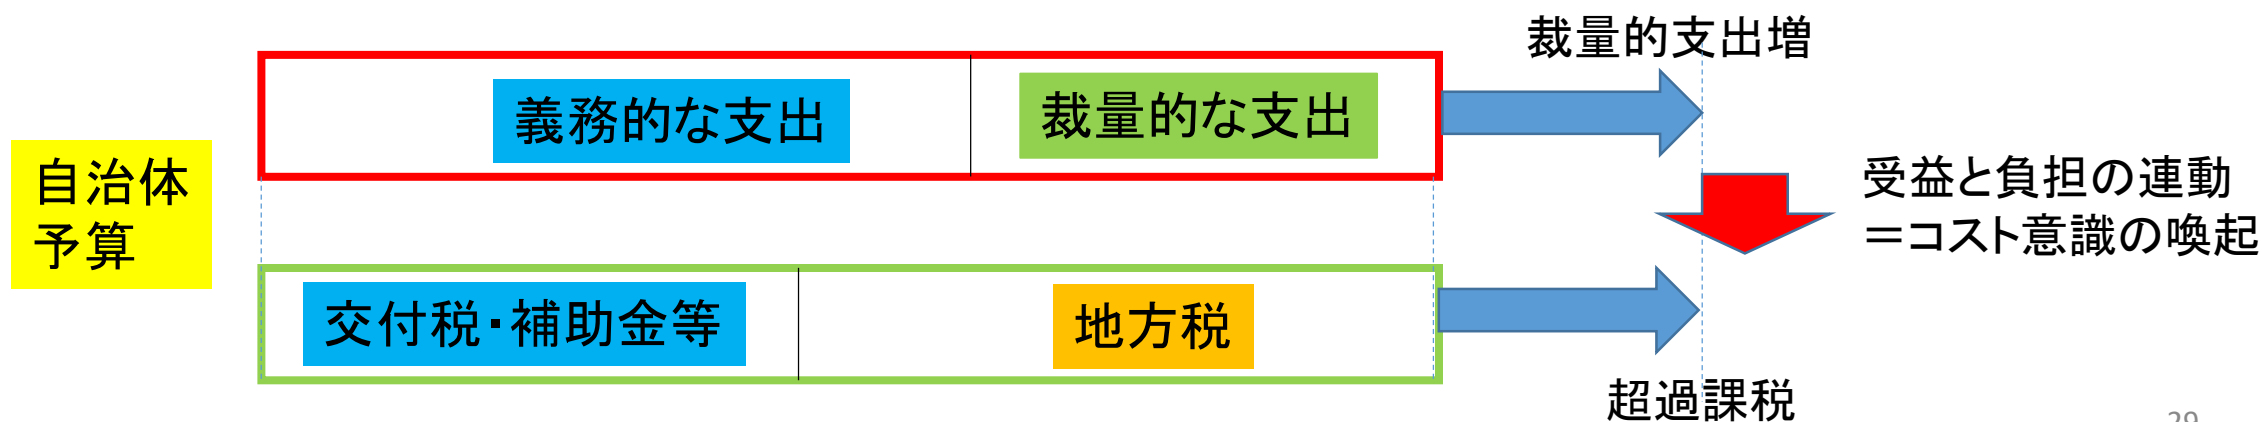 裁量的支出増
義務的な支出
裁量的な支出
自治体
予算
受益と負担の連動
＝コスト意識の喚起
交付税・補助金等
地方税
超過課税
29